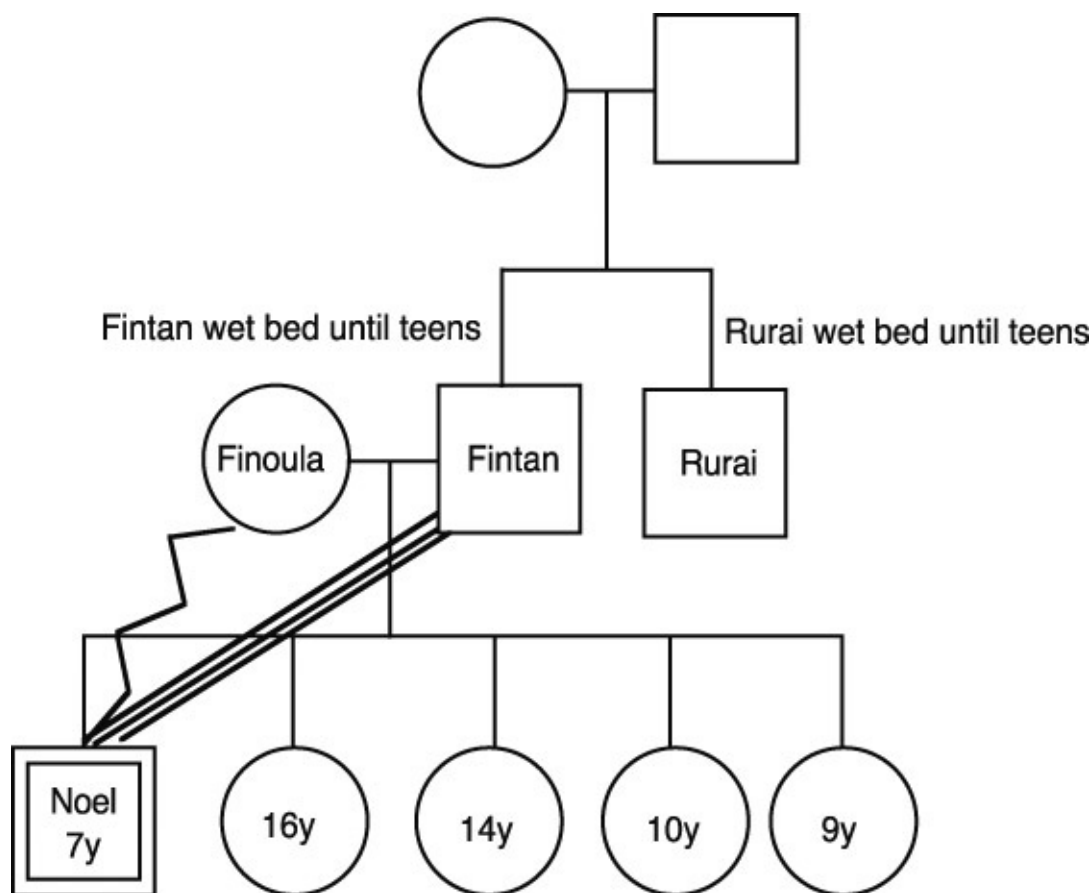 Fintan wet bed until teens
Rurai wet bed until teens
Finoula
Fintan
Rurai
Noel
7y
16y
14y
10y
9y